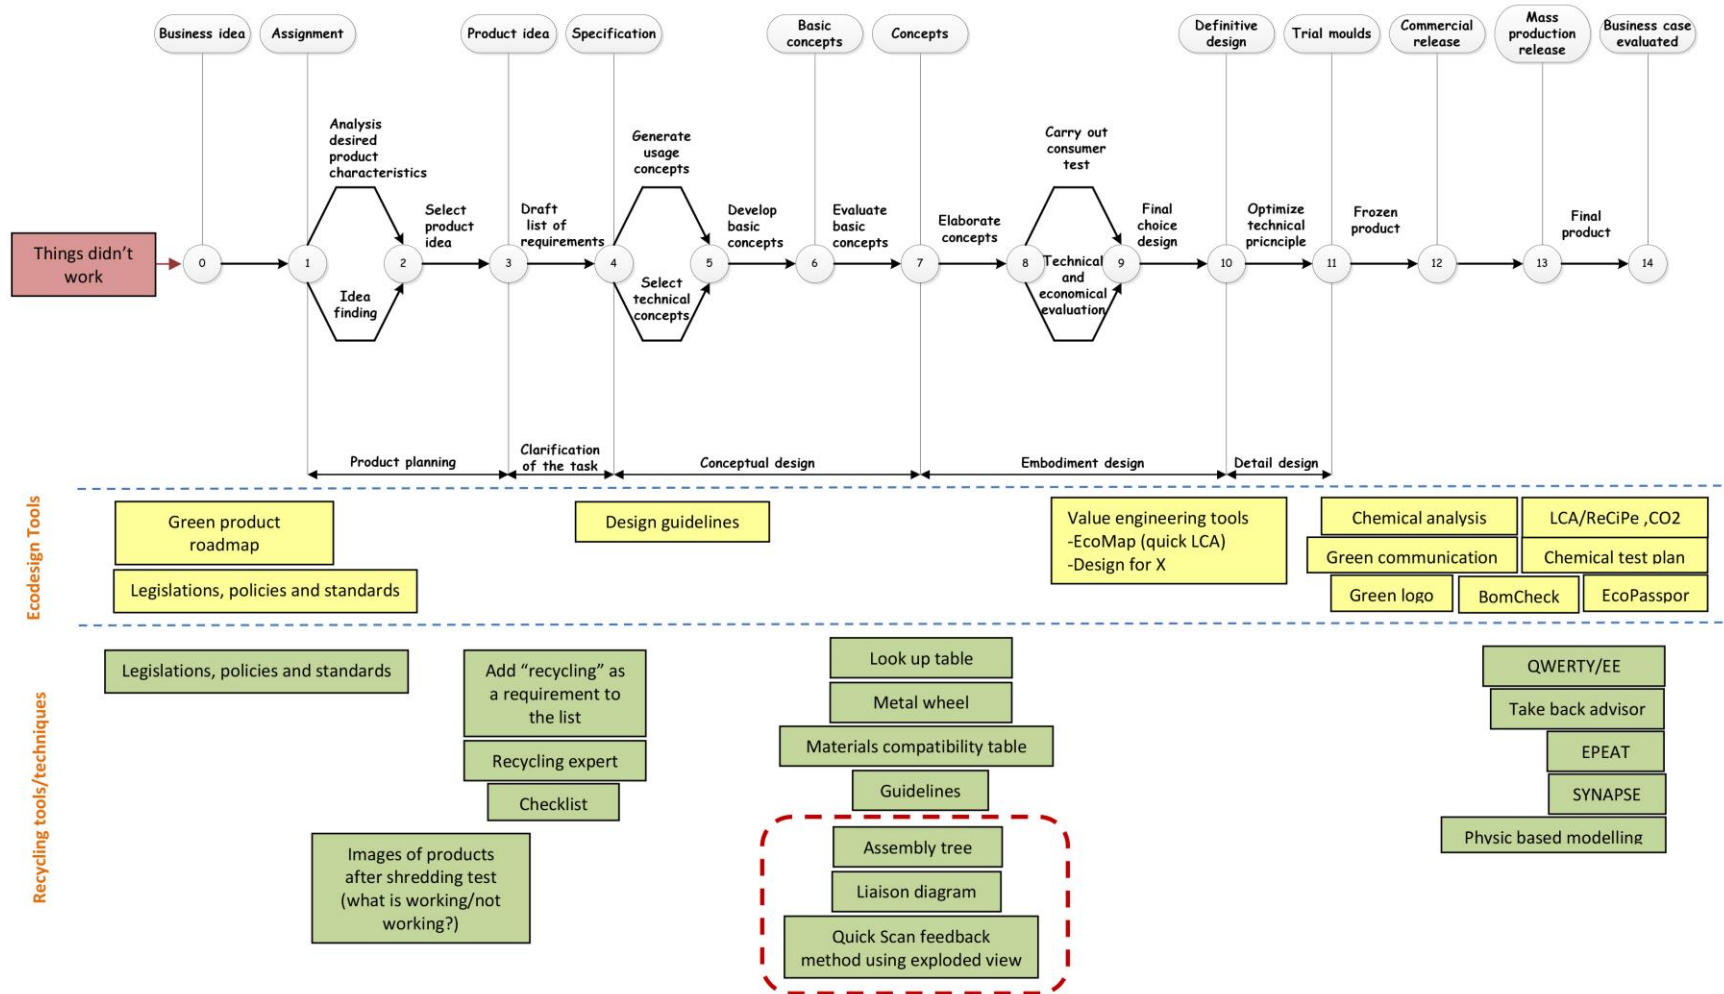 Business idea
Assignment
Product idea
Specification
Basic
concepts
Concepts
Definitive
design
Trial moulds
Commercial
release
Mass
production
release
Business case
evaluated
Analysis
desired
product
characteristics
Generate
usage
concepts
Carry out
consumer
test
Select
product
idea
Draft
list of
requirements
Develop
basic
concepts
Evaluate
basic
concepts
Elaborate
concepts
Final
choice
design
Optimize
technical
pricnciple
Frozen
product
Final
product
Things didn't
work
0
1
2
3
4
5
6
7
8
9
10
11
12
13
14
Idea
finding
Select
technical
concepts
Technical
and
economical
evaluation
Product planning
Clarification
of the task
Conceptual design
Embodiment design
Detail design
Ecodesign Tools
Green product
roadmap
Legislations, policies and standards
Design guidelines
Value engineering tools
-EcoMap (quick LCA)
-Design for X
Chemical analysis
LCA/ReCiPe ,CO2
Green communication
Chemical test plan
Green logo
BomCheck
EcoPasspor
Recycling tools/techniques
Legislations, policies and standards
Add “recycling” as
a requirement to
the list
Recycling expert
Checklist
Images of products
after shredding test
(what is working/not
working?)
Look up table
Metal wheel
Materials compatibility table
Guidelines
Assembly tree
Liaison diagram
Quick Scan feedback
method using exploded view
QWERTY/EE
Take back advisor
EPEAT
SYNAPSE
Physic based modelling